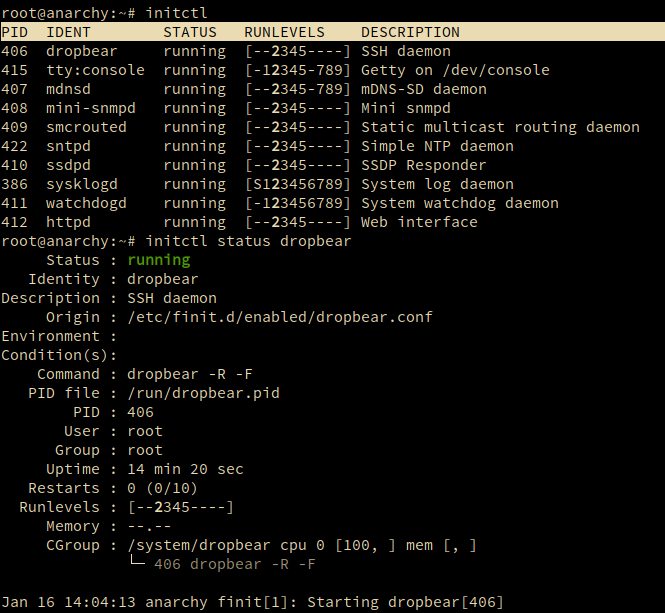 root@anarchy:~# initctl
PID  IDENT        STATUS   RUNLEVELS    DESCRIPTION
406  dropbear     running  [--2345----] SSH daemon
415  tty:console  running  [-12345-789] Getty on /dev/console
407  mdnsd        running  [--2345-789] mDNS-SD daemon
408  mini-snmpd   running  [--2345----] Mini snmpd
409  smcrouted    running  [--2345----] Static multicast routing daemon
422  sntpd        running  [--2345----] Simple NTP daemon
410  ssdpd        running  [--2345----] SSDP Responder
386  sysklogd     running  [S123456789] System log daemon
411  watchdogd    running  [-123456789] System watchdog daemon
412  httpd        running  [--2345----] Web interface
root@anarchy:~# initctl status dropbear
     Status : running
   Identity : dropbear
Description : SSH daemon
     Origin : /etc/finit.d/enabled/dropbear.conf
Environment :
Condition(s):
    Command : dropbear -R -F
   PID file : /run/dropbear.pid
        PID : 406
       User : root
      Group : root
     Uptime : 14 min 20 sec
   Restarts : 0 (0/10)
  Runlevels : [--2345----]
     Memory : --.--
     CGroup : /system/dropbear cpu 0 [100, ] mem [, ]
              └─ 406 dropbear -R -F
Jan 16 14:04:13 anarchy finit[1]: Starting dropbear[406]